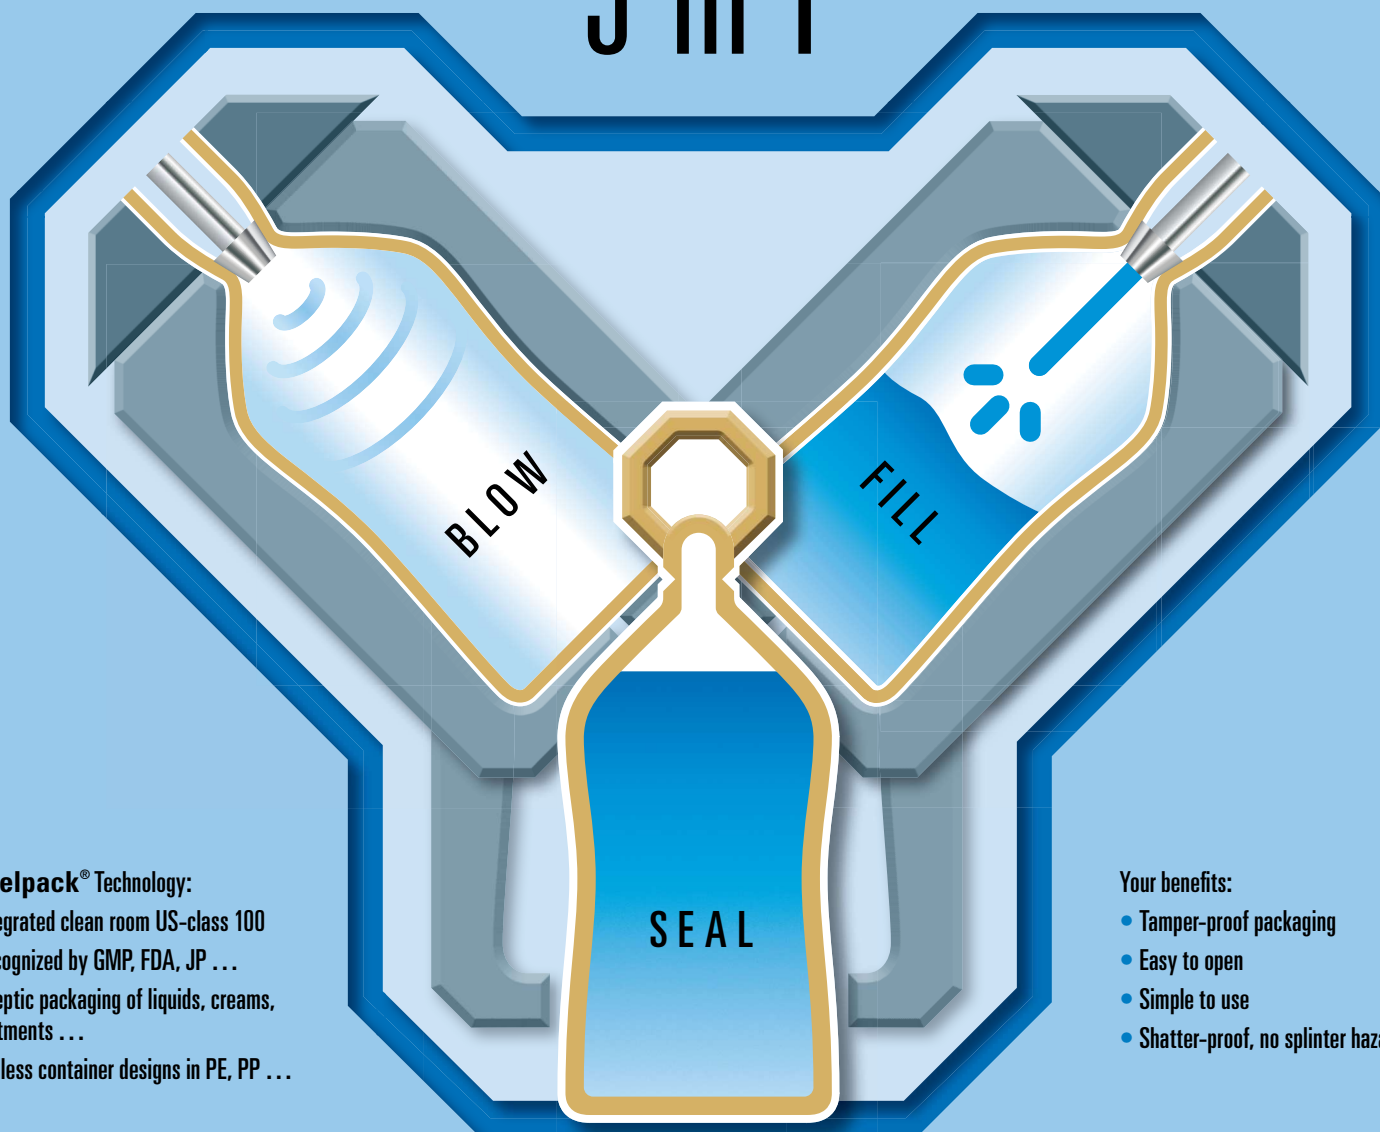 BLOW
FILL
SEAL
elpack® Technology:
egrated clean room US-class 100
cognized by GMP, FDA, JP ...
eptic packaging of liquids, creams,
tments ...
less container designs in PE, PP ...
Your benefits:
• Tamper-proof packaging
• Easy to open
• Simple to use
• Shatter-proof, no splinter haza